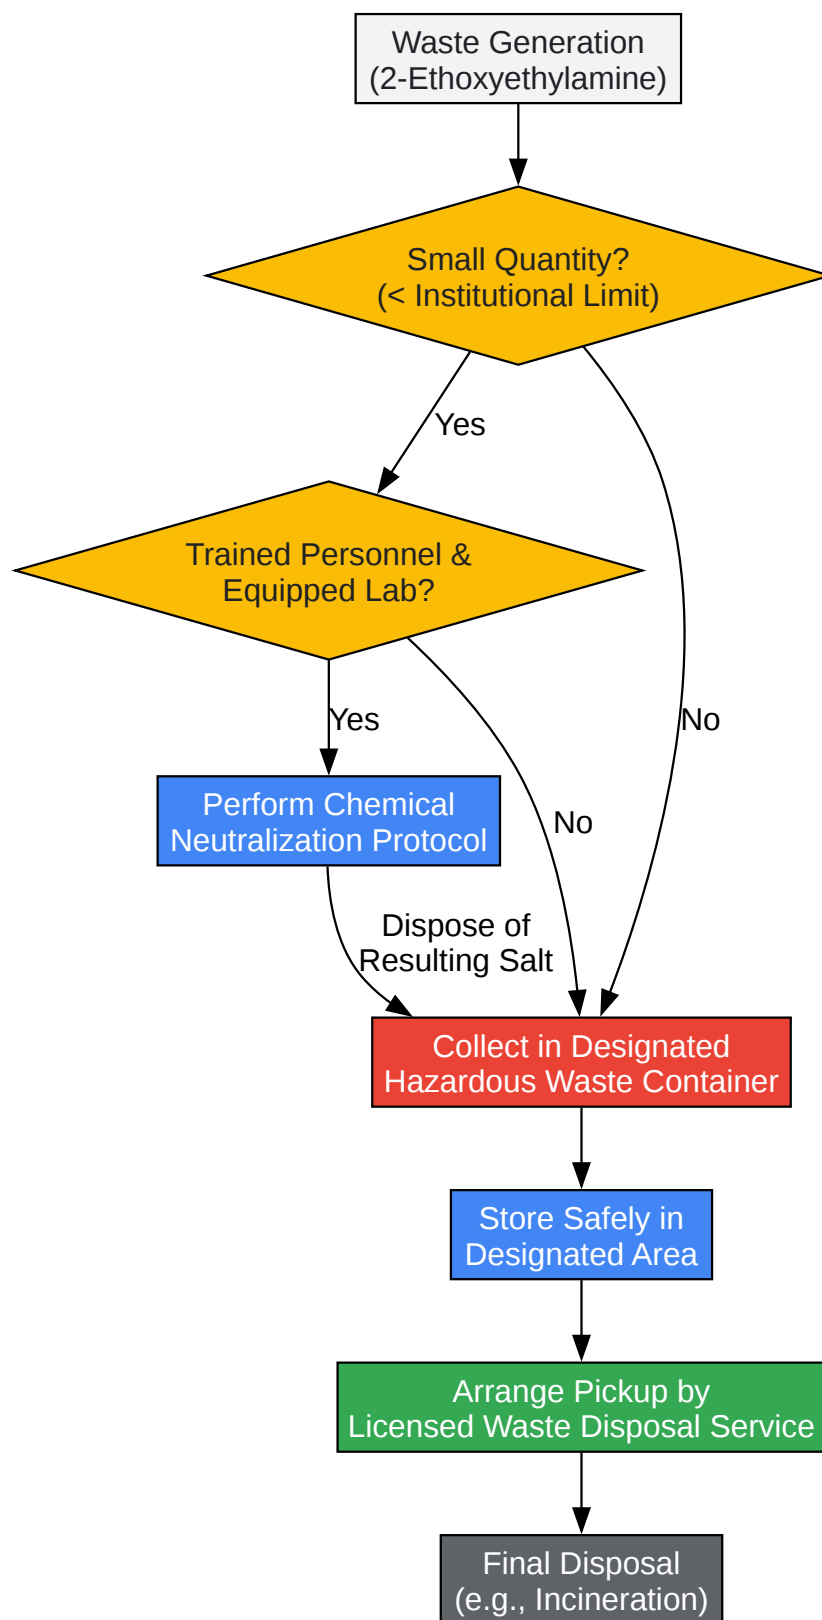 Waste Generation
(2-Ethoxyethylamine)
Small Quantity?
(< Institutional Limit)
Yes
Trained Personnel &
Equipped Lab?
Yes
No
Perform Chemical
Neutralization Protocol
No
Dispose of
Resulting Salt
Collect in Designated
Hazardous Waste Container
Store Safely in
Designated Area
Arrange Pickup by
Licensed Waste Disposal Service
Final Disposal
(e.g., Incineration)